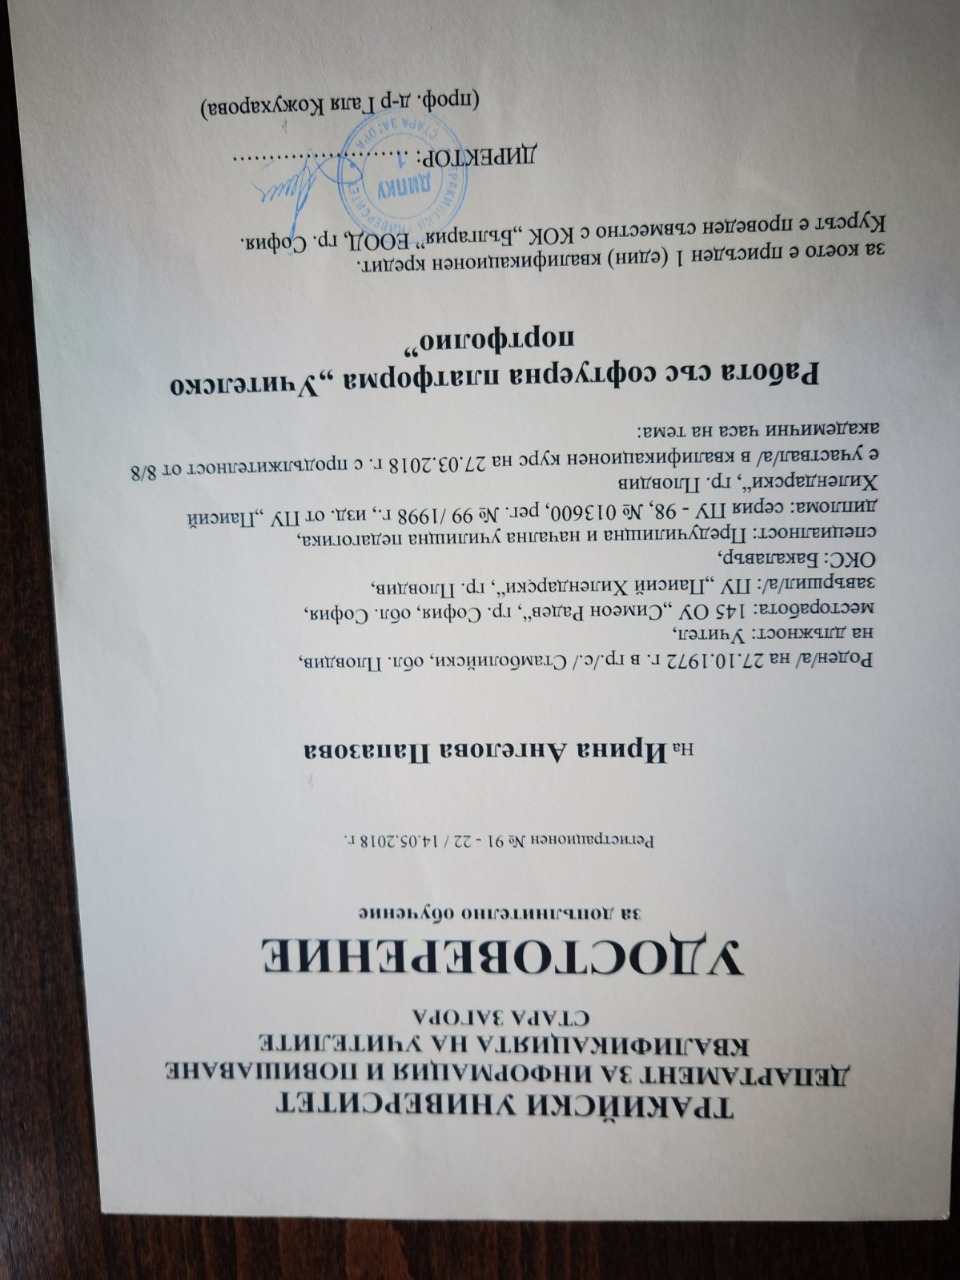 ТРАКИЙСКИ УНИВЕРСИТЕТ
ДЕПАРТАМЕНТ ЗА ИНФОРМАЦИЯ И ПОВИШАВАНЕ
КВАЛИФИКАЦИЯТА НА УЧИТЕЛИТЕ
СТАРА ЗАГОРА
УДОСТОВЕРЕНИЕ
за допълнително обучение
Регистрационен № 91 - 22 / 14.05.2018 г.
На Ирина Ангелова Папазова
Роден/а/ на 27.10.1972 г. в гр./с./ Стамболийски, обл. Пловдив,
на длъжност: Учител,
месторабота: 145 ОУ „Симеон Радев“, гр. София, обл. София,
завършил/а/: ПУ „Паисий Хилендарски“, гр. Пловдив,
ОКС: Бакалавър,
специалност: Предучилищна и начална училищна педагогика,
диплома: серия ПУ - 98, № 013600, рег. № 99 /1998 г., изд. от ПУ „Паисий
Хилендарски“, гр. Пловдив
е участвал/а/ в квалификационен курс на 27.03.2018 г. с продължителност от 8/8
академични часа на тема:
Работа със софтуерна платформа „Учителско
портфолио”
за което е присъден 1 (един) квалификационен кредит.
Курсът е проведен съвместно с КОК „България” ЕООД, гр. София.
ДИРЕКТОР: ........................
(проф. д-р Галя Кожухарова)
ТРАКИЙСКИ УНИВЕРСИТЕТ
СТАРА ЗАГОРА
ДИПКУ
1